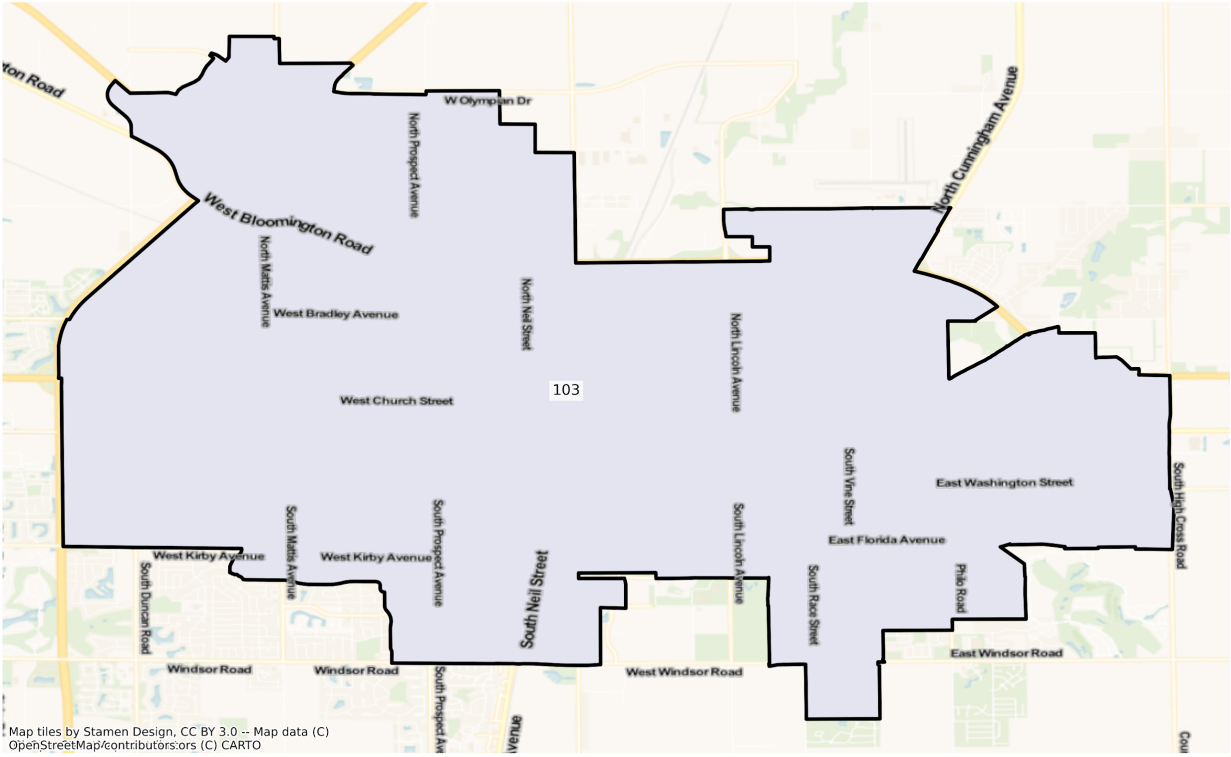 ton Road
W Olympian Dr
North Prospect Avenue
North Cunningham Avenue
West Bloomington Road
North Mattis Avenue
West Bradley Avenue
North Neil Street
North Lincoln Avenue
103
West Church Street
South Vine Street
East Washington Street
South High Cross Road
South Prospect Avenue
South Mattis Avenue
South Lincoln Avenue
East Florida Avenue
West Kirby Avenue
West Kirby Avenue
South Neil Street
South Duncan Road
South Race Street
Philo Road
East Windsor Road
Windsor Road
Windsor Road
West Windsor Road
South Prospect Av
venue
Cou
Map tiles by Stamen Design, CC BY 3.0 -- Map data (C)
OpenStreetMap contributors (C) CARTO